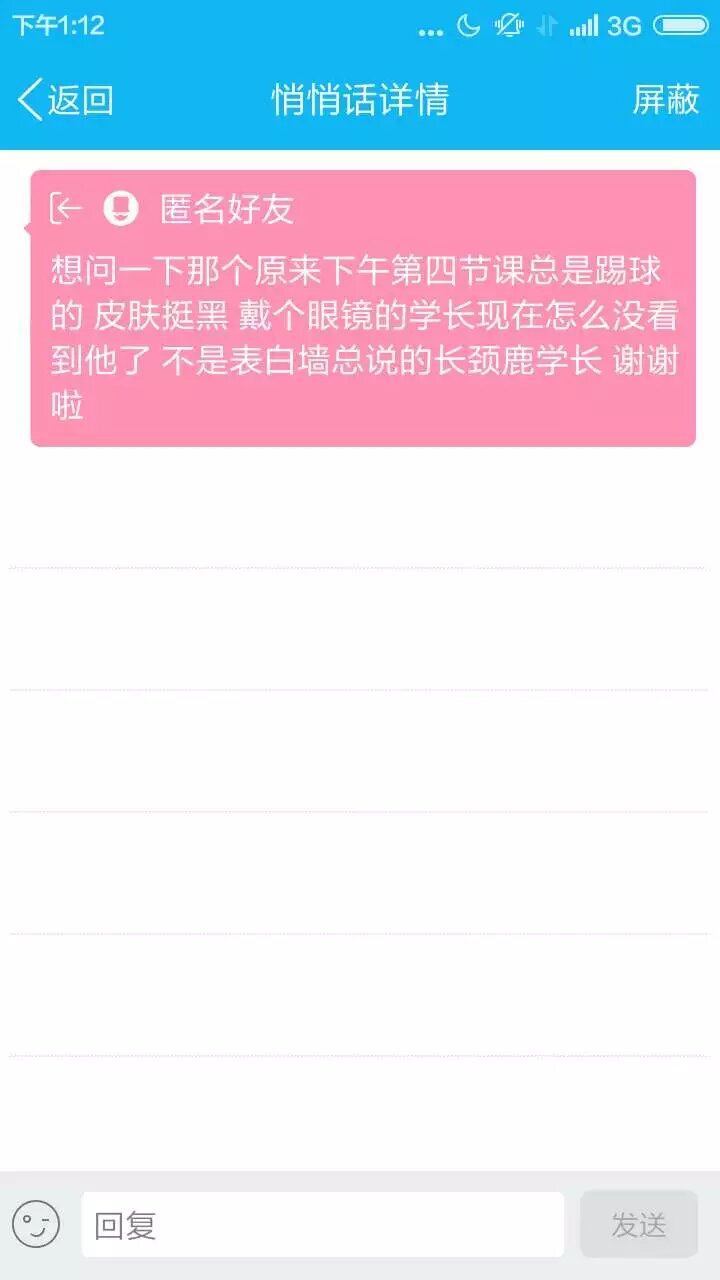 下午1:12
... 3G
返回 悄悄话详情 屏蔽
匿名好友
想问一下那个原来下午第四节课总是踢球
的 皮肤挺黑 戴个眼镜的学长现在怎么没看
到他了 不是表白墙总说的长颈鹿学长 谢谢
啦
回复 发送